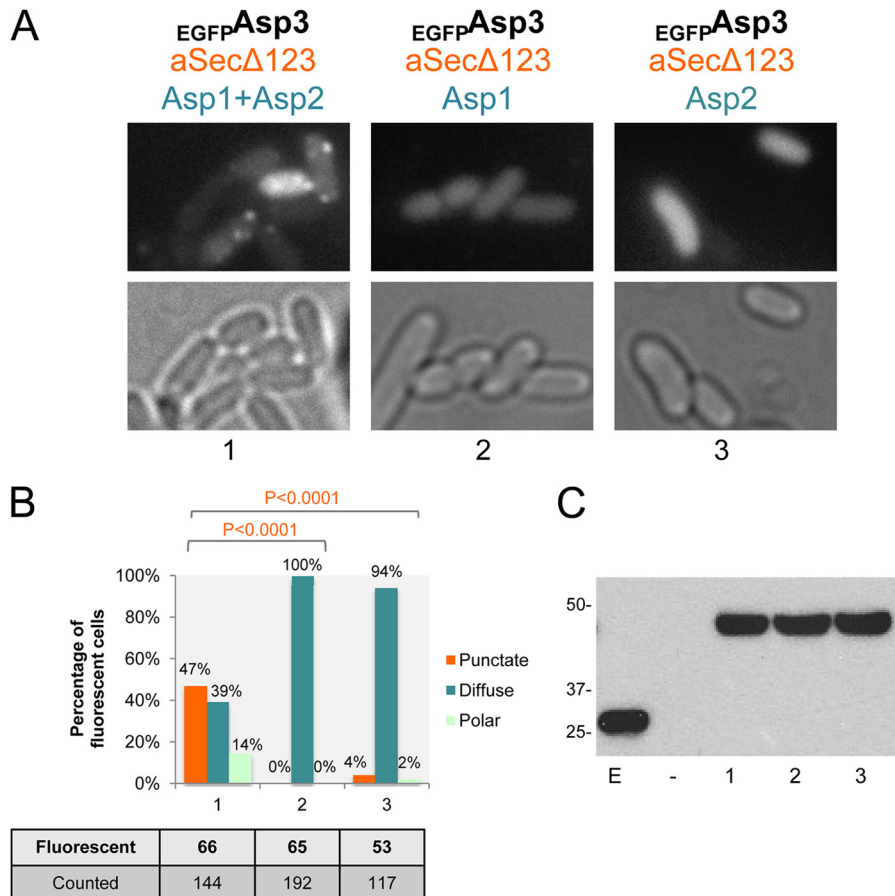 A
EGFPAsp3
aSecΔ123
Asp1+Asp2
EGFPAsp3
aSecΔ123
Asp1
EGFPAsp3
aSecΔ123
Asp2
1
2
3
B
P<0.0001
P<0.0001
Percentage of
fluorescent cells
100%
80%
60%
40%
20%
0%
47%
39%
14%
0%
100%
0%
4%
94%
2%
1
2
3
Punctate
Diffuse
Polar
Fluorescent 66 65 53
Counted 144 192 117
C
50-
37-
25-
E - 1 2 3